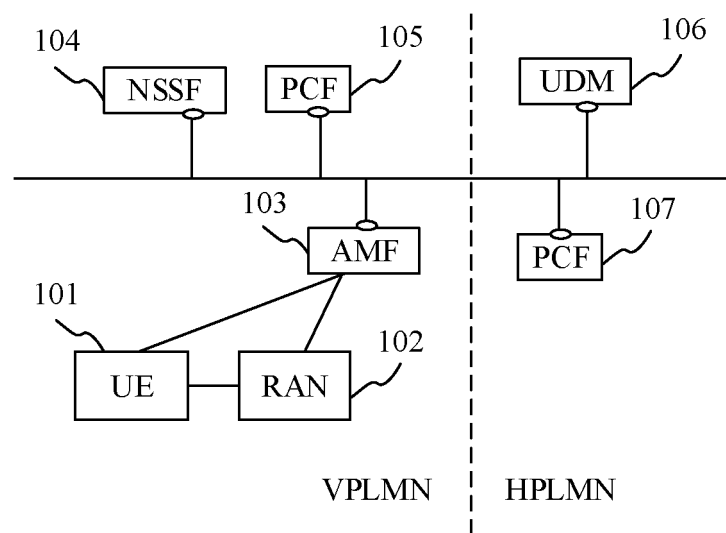 104
NSSF
105
PCF
106
UDM
103
AMF
107
PCF
101
UE
102
RAN
VPLMN
HPLMN